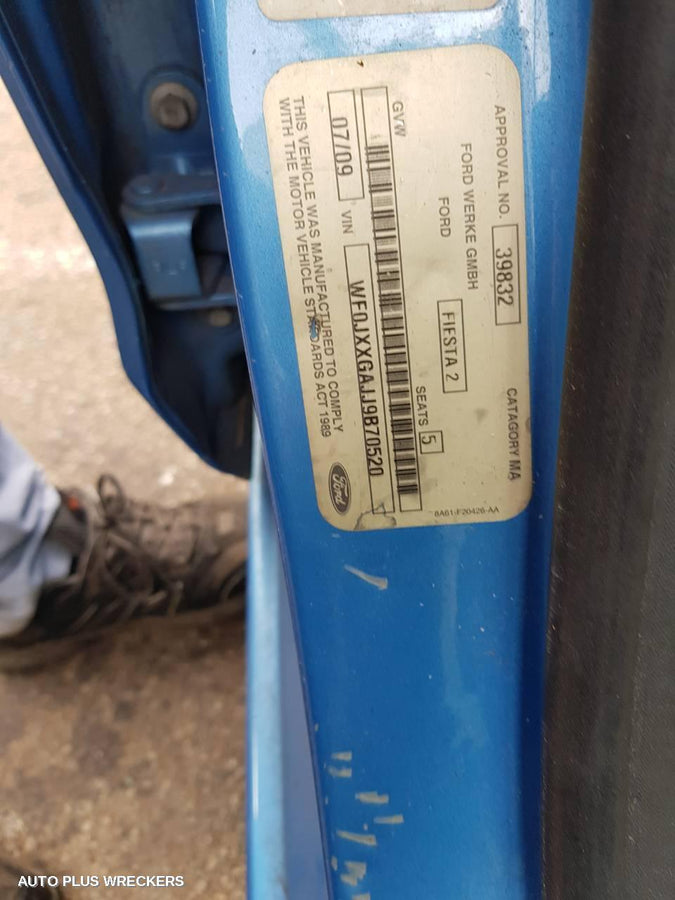 APPROVAL NO. 39832 CATAGORY MA
FORD WERKE GMBH
FORD FIESTA 2
SEATS 5
GVW
07/09 VIN WF0JXXGAJJ9B70520
THIS VEHICLE WAS MANUFACTURED TO COMPLY
WITH THE MOTOR VEHICLE STANDARDS ACT 1989
Ford
8A61-F20426-AA
AUTO PLUS WRECKERS